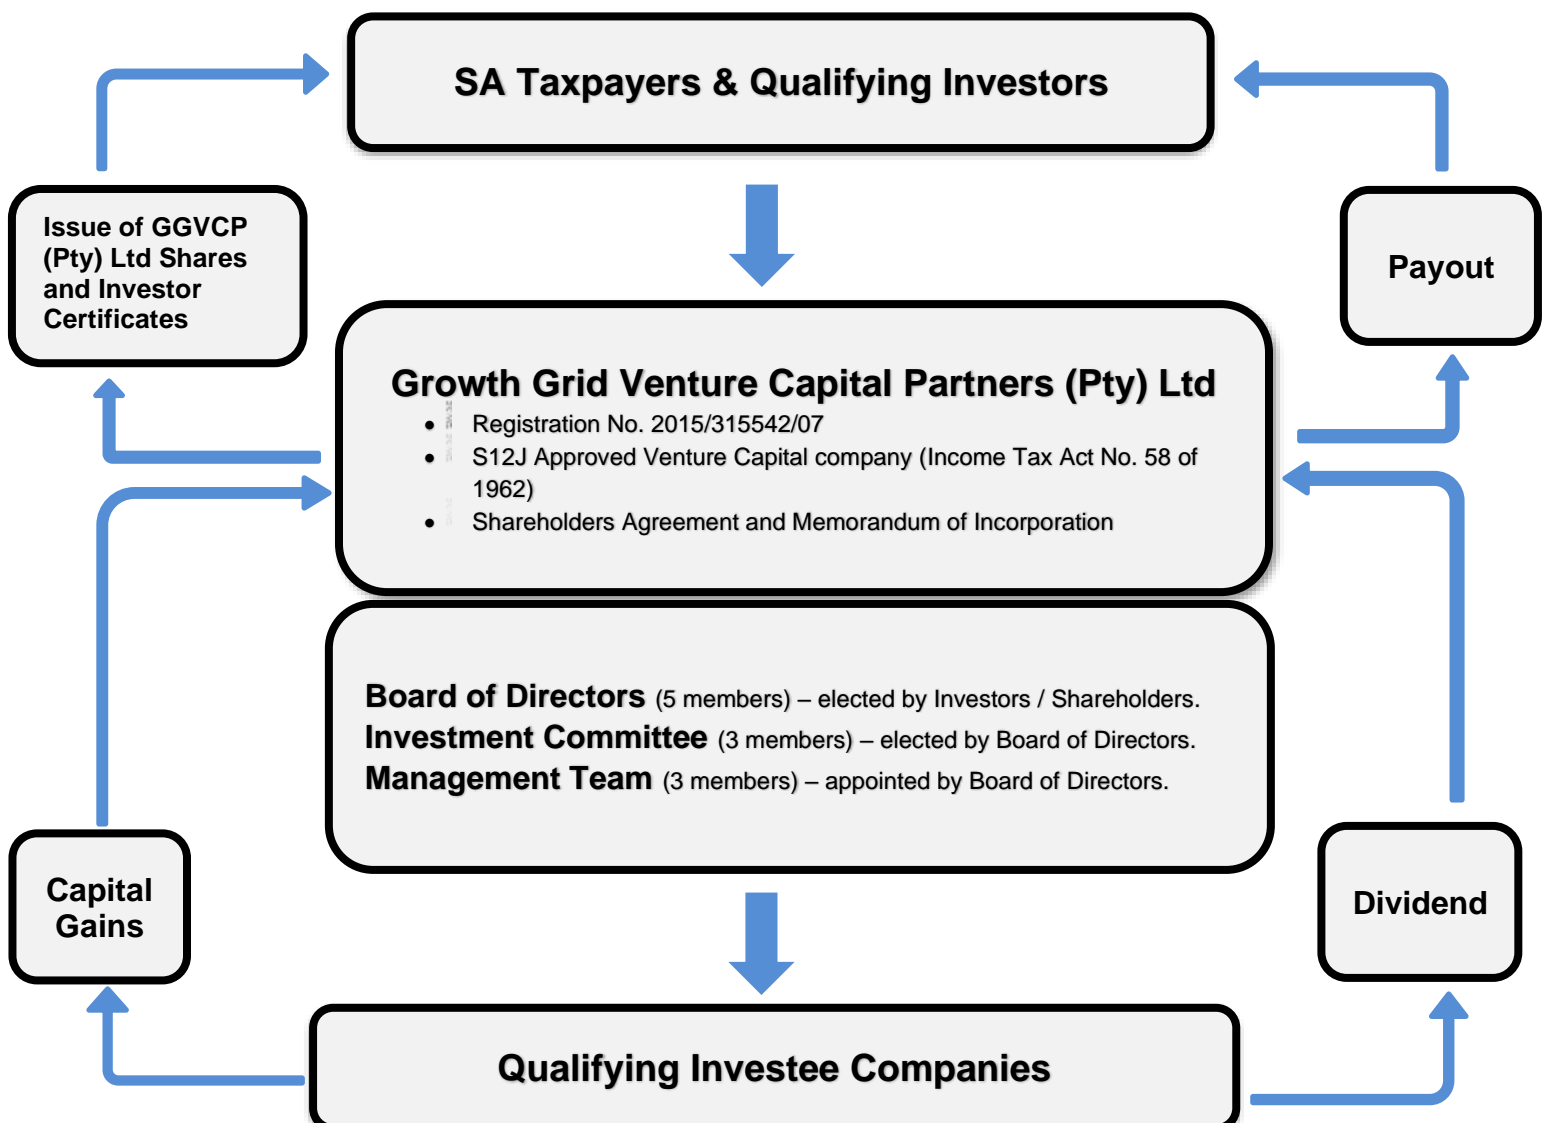 SA Taxpayers & Qualifying Investors
Issue of GGVCP
(Pty) Ltd Shares
and Investor
Certificates
Payout
Growth Grid Venture Capital Partners (Pty) Ltd
• Registration No. 2015/315542/07
• S12J Approved Venture Capital company (Income Tax Act No. 58 of
1962)
• Shareholders Agreement and Memorandum of Incorporation
Board of Directors (5 members) – elected by Investors / Shareholders.
Investment Committee (3 members) – elected by Board of Directors.
Management Team (3 members) – appointed by Board of Directors.
Capital
Gains
Dividend
Qualifying Investee Companies